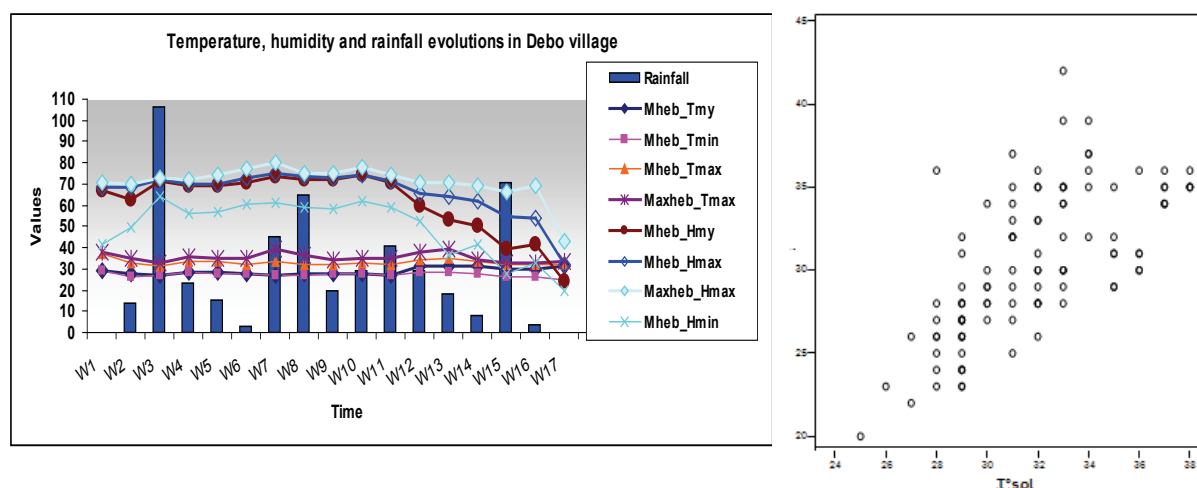 Temperature, humidity and rainfall evolutions in Debo village
110
100
90
80
70
60
50
40
30
20
10
0
Values
W1 W2 W3 W4 W5 W6 W7 W8 W9 W10 W11 W12 W13 W14 W15 W16 W17
Time
Rainfall
Mheb_Tmy
Mheb_Tmin
Mheb_Tmax
Maxheb_Tmax
Mheb_Hmy
Mheb_Hmax
Maxheb_Hmax
Mheb_Hmin
45
40
35
30
25
20
24 26 28 30 32 34 36 38
T°sol